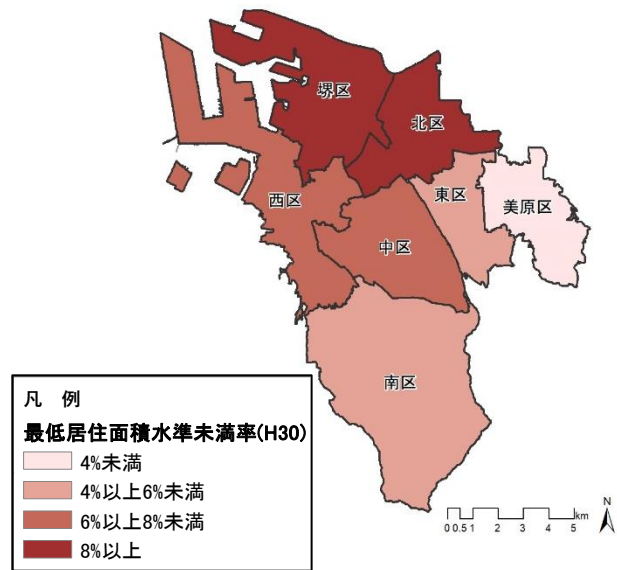 堺区
北区
東区
美原区
西区
中区
南区
凡 例
最低居住面積水準未満率(H30)
4%未満
4%以上6%未満
6%以上8%未満
8%以上
N
km
0 0.5 1 2 3 4 5